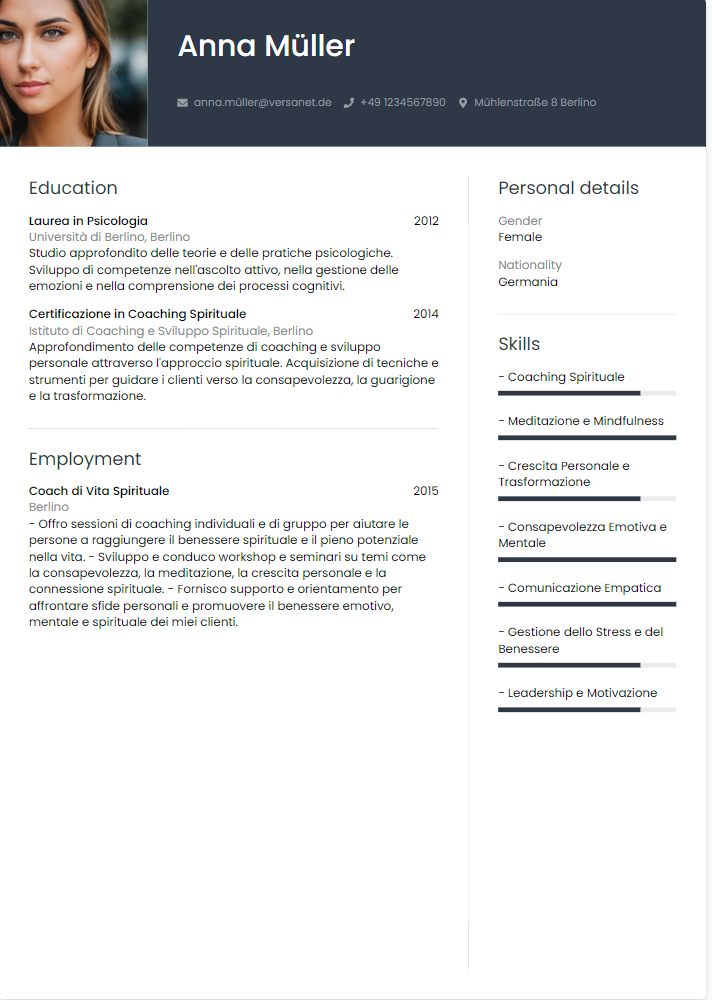 Anna Müller
anna.müller@versanet.de +49 1234567890 Mühlenstraße 8 Berlino
Education
Laurea in Psicologia 2012
Università di Berlino, Berlino
Studio approfondito delle teorie e delle pratiche psicologiche.
Sviluppo di competenze nell'ascolto attivo, nella gestione delle
emozioni e nella comprensione dei processi cognitivi.
Certificazione in Coaching Spirituale 2014
Istituto di Coaching e Sviluppo Spirituale, Berlino
Approfondimento delle competenze di coaching e sviluppo
personale attraverso l'approccio spirituale. Acquisizione di tecniche e
strumenti per guidare i clienti verso la consapevolezza, la guarigione
e la trasformazione.
Employment
Coach di Vita Spirituale 2015
Berlino
- Offro sessioni di coaching individuali e di gruppo per aiutare le
persone a raggiungere il benessere spirituale e il pieno potenziale
nella vita. - Sviluppo e conduco workshop e seminari su temi come
la consapevolezza, la meditazione, la crescita personale e la
connessione spirituale. - Fornisco supporto e orientamento per
affrontare sfide personali e promuovere il benessere emotivo,
mentale e spirituale dei miei clienti.
Personal details
Gender
Female
Nationality
Germania
Skills
- Coaching Spirituale
- Meditazione e Mindfulness
- Crescita Personale e
Trasformazione
- Consapevolezza Emotiva e
Mentale
- Comunicazione Empatica
- Gestione dello Stress e del
Benessere
- Leadership e Motivazione